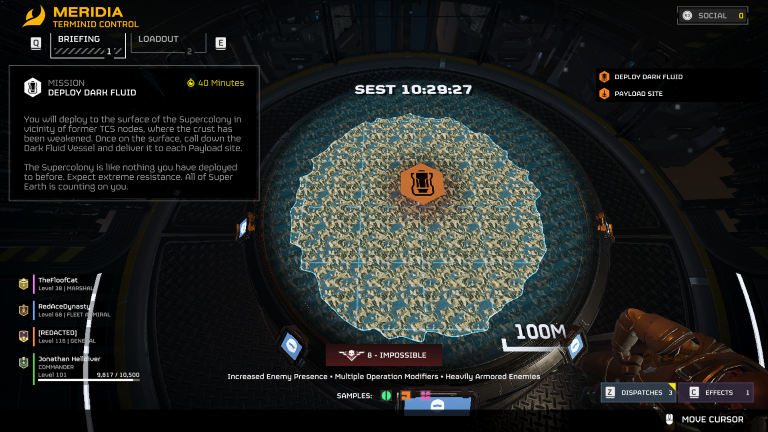 MERIDIA
TERMINID CONTROL
Q
BRIEFING
1
LOADOUT
2
E
SOCIAL 0
MISSION
DEPLOY DARK FLUID
40 Minutes
You will deploy to the surface of the Supercolony in
vicinity of former TCS nodes, where the crust has
been weakened. Once on the surface, call down the
Dark Fluid Vessel and deliver it to each Payload site.
The Supercolony is like nothing you have deployed
to before. Expect extreme resistance. All of Super
Earth is counting on you.
SEST 10:29:27
DEPLOY DARK FLUID
PAYLOAD SITE
TheFloofCat
Level 38 | MARSHAL
RedAceDynasty
Level 68 | FLEET ADMIRAL
[REDACTED]
Level 116 | GENERAL
Jonathan Helldiver
COMMANDER
Level 101 9,817 / 10,500
100M
8 - IMPOSSIBLE
Increased Enemy Presence • Multiple Operation Modifiers • Heavily Armored Enemies
SAMPLES:
Z DISPATCHES 3
C EFFECTS 1
MOVE CURSOR